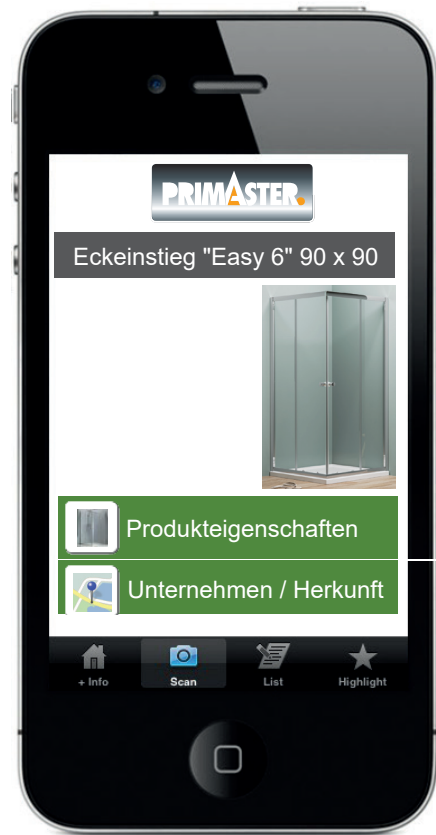 PRIMASTER.
Eckeinstieg "Easy 6" 90 x 90
Produkteigenschaften
Unternehmen / Herkunft
+ Info Scan List Highlight